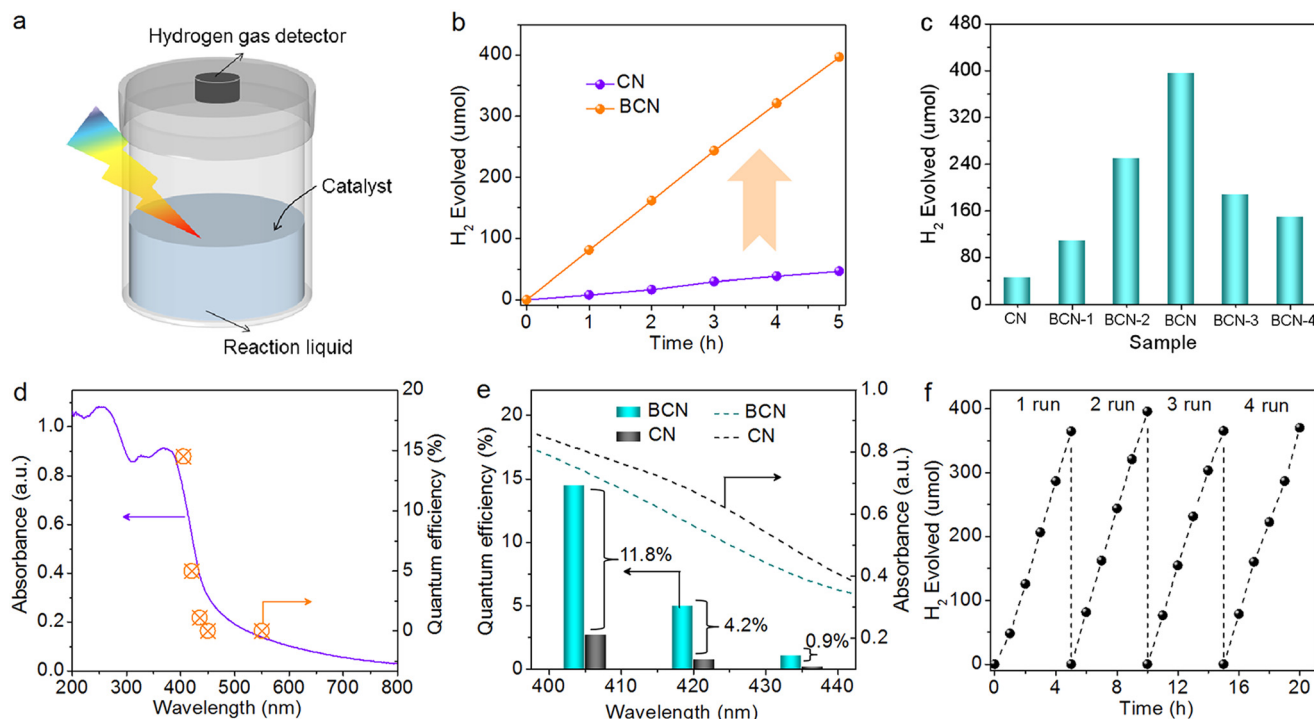 a
Hydrogen gas detector
Catalyst
Reaction liquid
b
H2 Evolved (umol)
400
300
200
100
0
CN
BCN
0 1 2 3 4 5
Time (h)
c
H2 Evolved (umol)
480
400
320
240
160
80
0
CN BCN-1 BCN-2 BCN BCN-3 BCN-4
Sample
d
Absorbance (a.u.)
1.0
0.8
0.6
0.4
0.2
0.0
20
15
10
5
0
Quantum efficiency (%)
200 300 400 500 600 700 800
Wavelength (nm)
e
Quantum efficiency (%)
20
15
10
5
0
BCN BCN
CN CN
11.8%
4.2%
0.9%
1.0
0.8
0.6
0.4
0.2
Absorbance (a.u.)
400 410 420 430 440
Wavelength (nm)
f
H2 Evolved (umol)
400
300
200
100
0
1 run 2 run 3 run 4 run
0 4 8 12 16 20
Time (h)